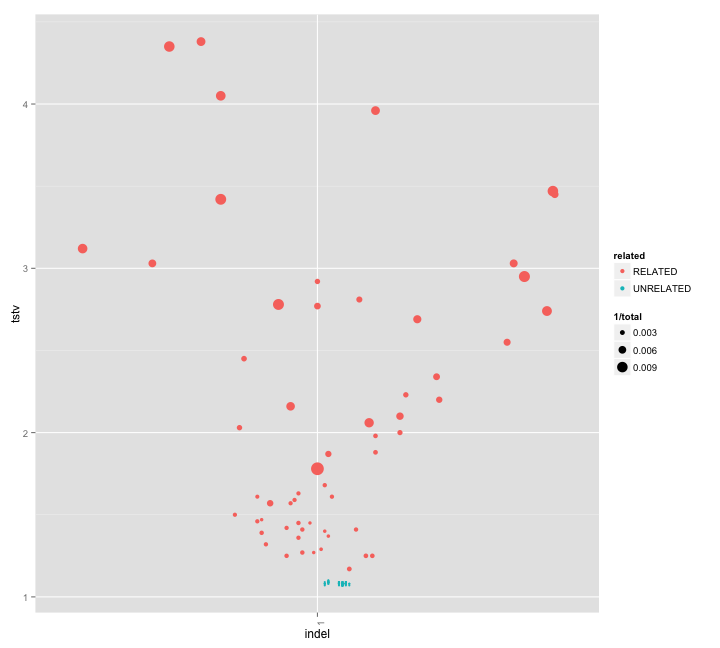 4
3
2
1
tstv
1
indel
related
RELATED
UNRELATED
1/total
0.003
0.006
0.009